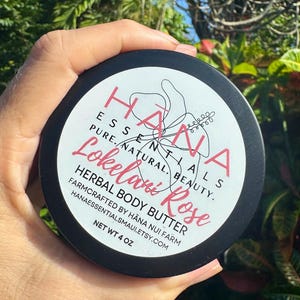 HĀNA
ESSENTIALS
PURE. NATURAL. BEAUTY.
Lokelani Rose
HERBAL BODY BUTTER
FARMCRAFTED BY HĀNA NUI FARM
HANAESSENTIALSMAUI.ETSY.COM
NET WT 4 OZ.